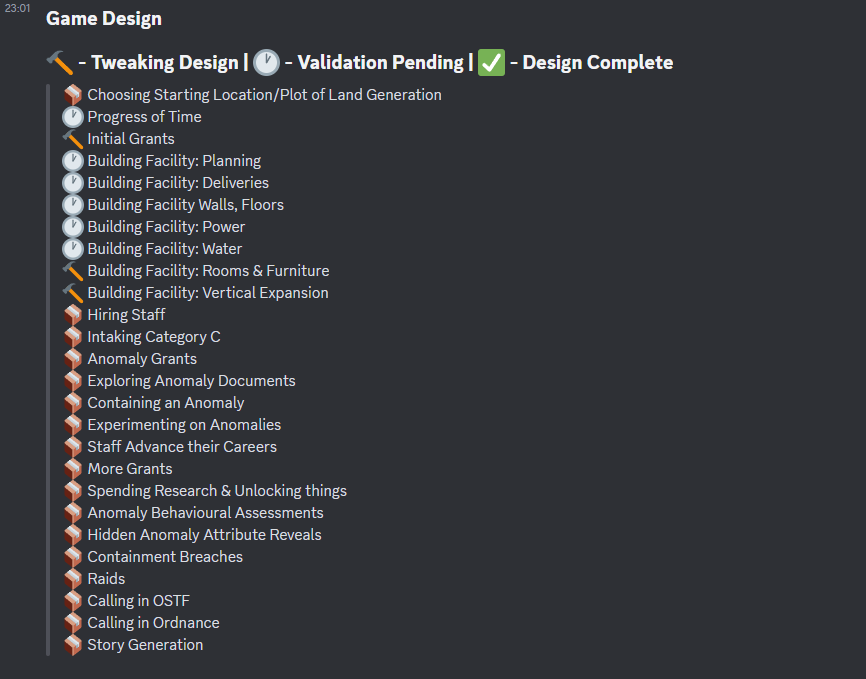 23:01
Game Design
🔨 - Tweaking Design | 🕐 - Validation Pending | ✅ - Design Complete
🧱 Choosing Starting Location/Plot of Land Generation
🕐 Progress of Time
🔨 Initial Grants
🕐 Building Facility: Planning
🕐 Building Facility: Deliveries
🕐 Building Facility Walls, Floors
🕐 Building Facility: Power
🕐 Building Facility: Water
🔨 Building Facility: Rooms & Furniture
🔨 Building Facility: Vertical Expansion
🧱 Hiring Staff
🧱 Intaking Category C
🧱 Anomaly Grants
🧱 Exploring Anomaly Documents
🧱 Containing an Anomaly
🧱 Experimenting on Anomalies
🧱 Staff Advance their Careers
🧱 More Grants
🧱 Spending Research & Unlocking things
🧱 Anomaly Behavioural Assessments
🧱 Hidden Anomaly Attribute Reveals
🧱 Containment Breaches
🧱 Raids
🧱 Calling in OSTF
🧱 Calling in Ordnance
🧱 Story Generation